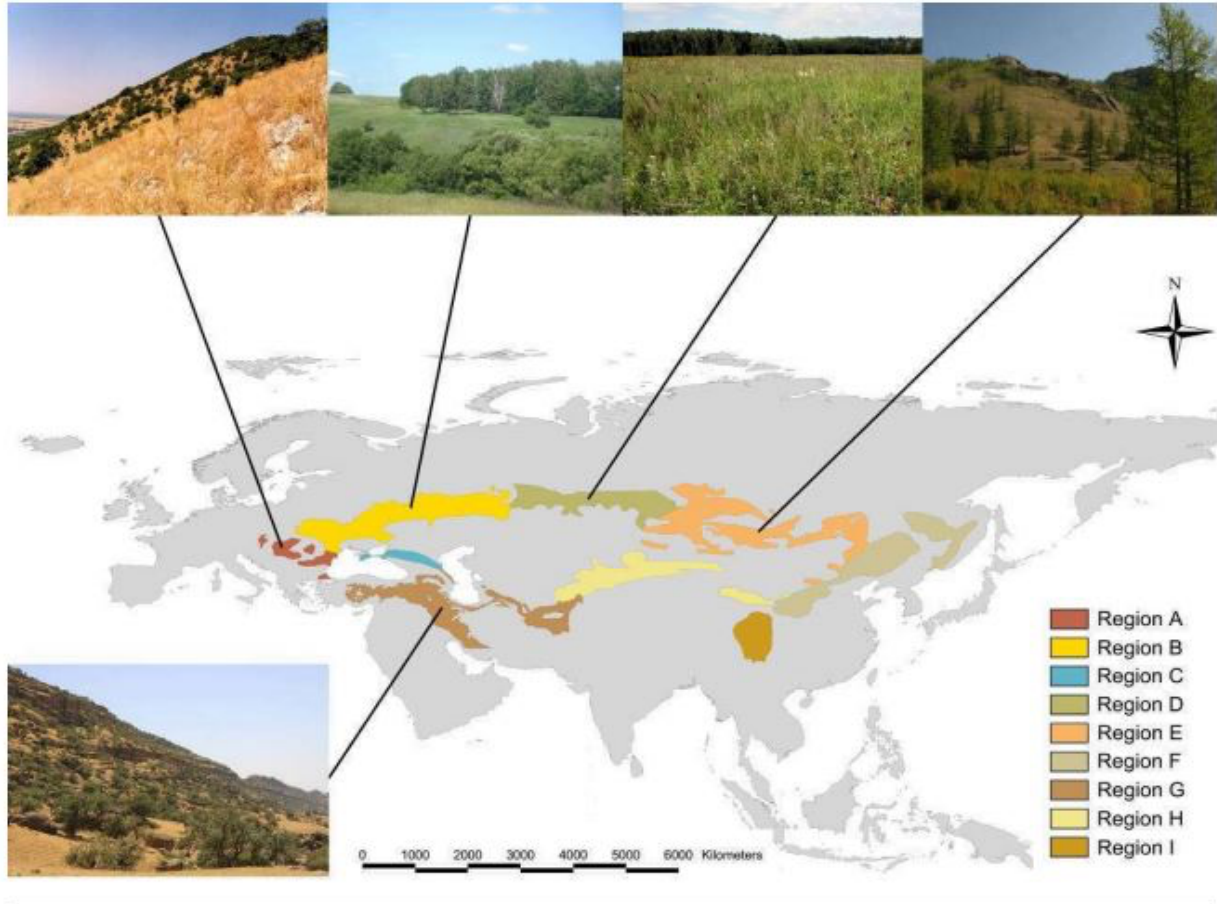 N
Region A
Region B
Region C
Region D
Region E
Region F
Region G
Region H
Region I
0 1000 2000 3000 4000 5000 6000 Kilometers